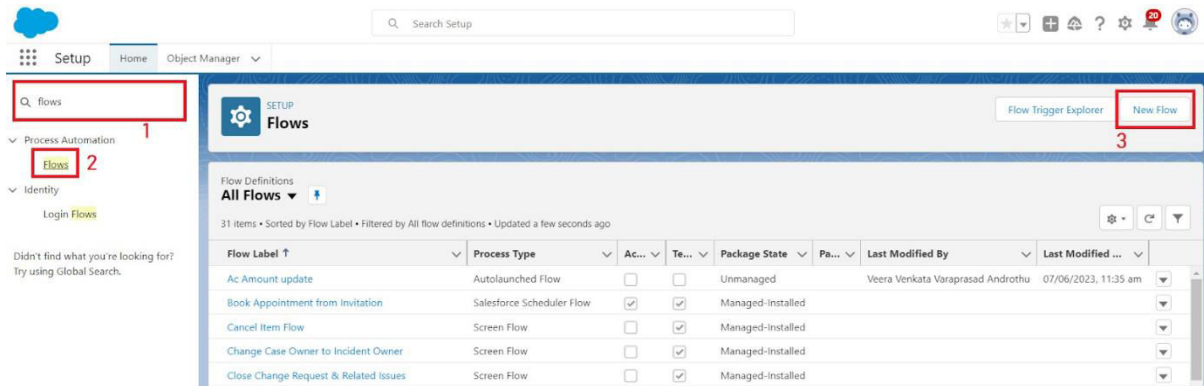 Search Setup
20
Setup Home Object Manager
flows
1
Process Automation
Flows 2
Identity
Login Flows
Didn't find what you're looking for?
Try using Global Search.
SETUP
Flows
Flow Trigger Explorer New Flow
3
Flow Definitions
All Flows
31 items • Sorted by Flow Label • Filtered by All flow definitions • Updated a few seconds ago
Flow Label ↑ Process Type Ac... Te... Package State Pa... Last Modified By Last Modified ...
Ac Amount update Autolaunched Flow Unmanaged Veera Venkata Varaprasad Androthu 07/06/2023, 11:35 am
Book Appointment from Invitation Salesforce Scheduler Flow Managed-Installed
Cancel Item Flow Screen Flow Managed-Installed
Change Case Owner to Incident Owner Screen Flow Managed-Installed
Close Change Request & Related Issues Screen Flow Managed-Installed